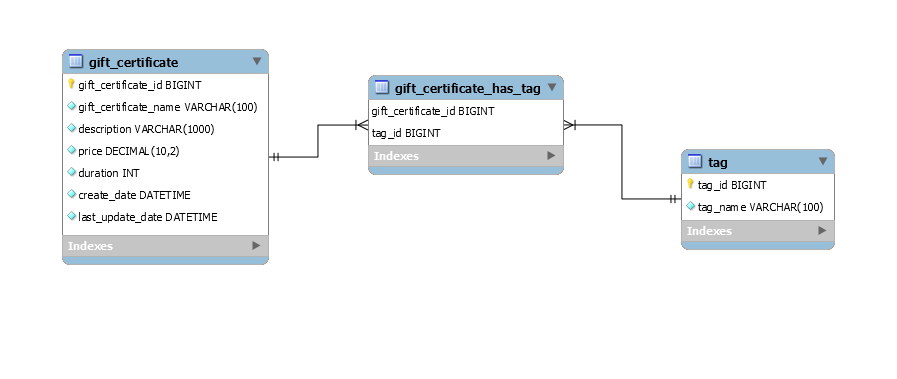 gift_certificate
gift_certificate_id BIGINT
gift_certificate_name VARCHAR(100)
description VARCHAR(1000)
price DECIMAL(10,2)
duration INT
create_date DATETIME
last_update_date DATETIME
Indexes
gift_certificate_has_tag
gift_certificate_id BIGINT
tag_id BIGINT
Indexes
tag
tag_id BIGINT
tag_name VARCHAR(100)
Indexes